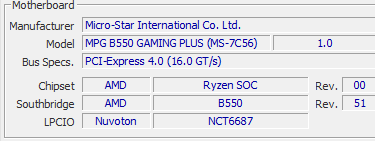 Motherboard
Manufacturer Micro-Star International Co. Ltd.
Model MPG B550 GAMING PLUS (MS-7C56) 1.0
Bus Specs. PCI-Express 4.0 (16.0 GT/s)
Chipset AMD Ryzen SOC Rev. 00
Southbridge AMD B550 Rev. 51
LPCIO Nuvoton NCT6687